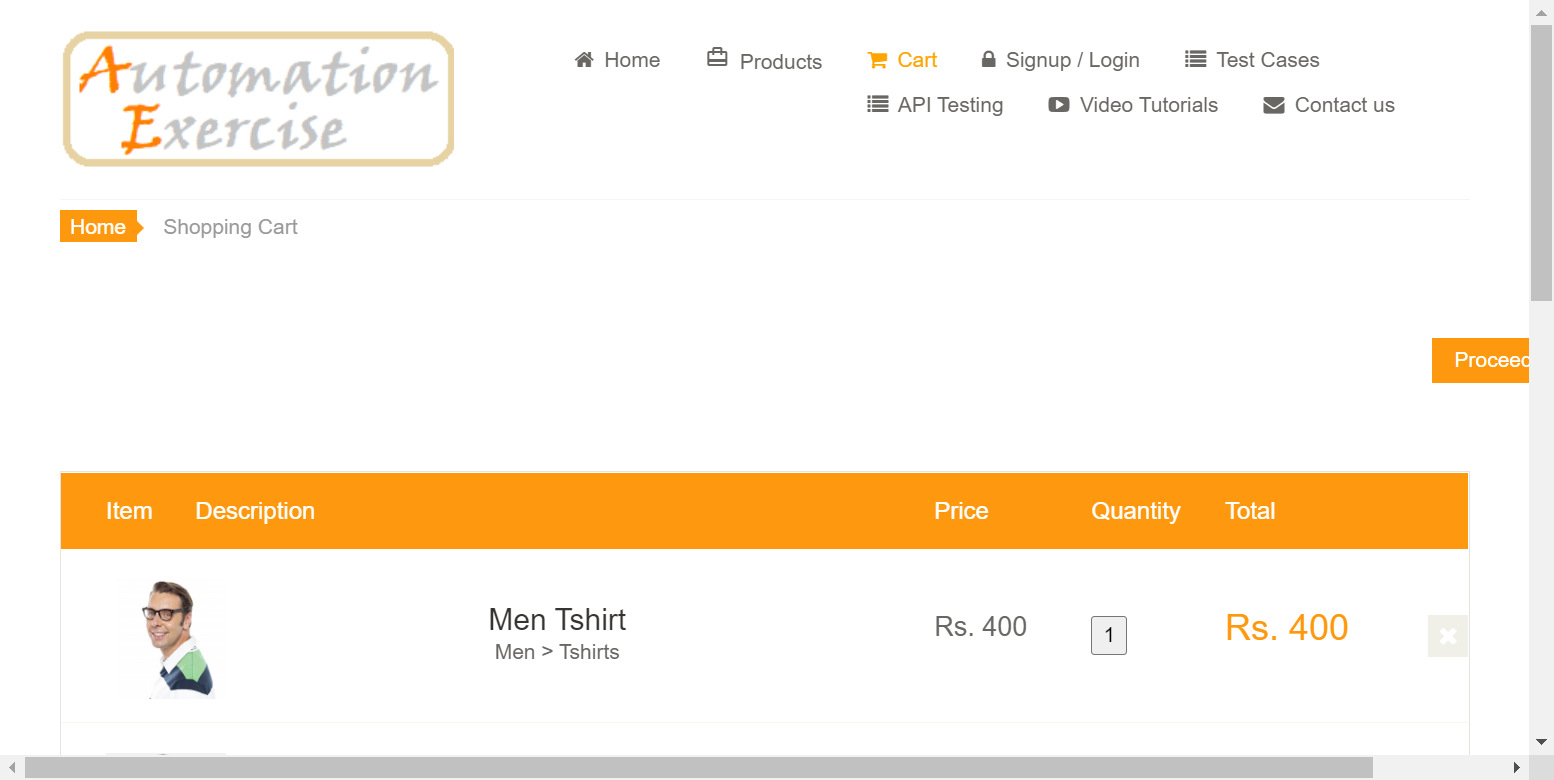 Automation
Exercise
Home
Products
Cart
Signup / Login
Test Cases
API Testing
Video Tutorials
Contact us
Home
Shopping Cart
Proceed
Item Description Price Quantity Total
Men Tshirt
Men > Tshirts
Rs. 400
1
Rs. 400